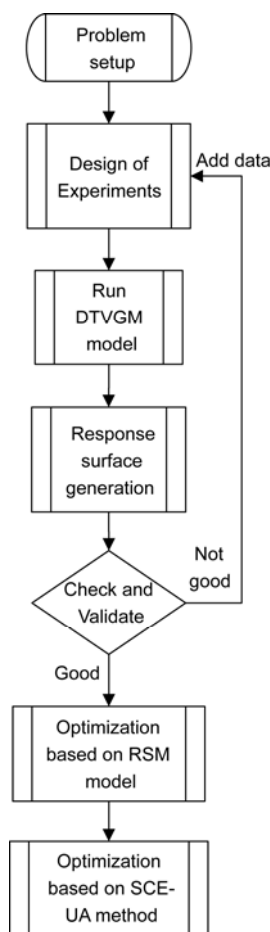 Problem
setup
Design of
Experiments
Add data
Run
DTVGM
model
Response
surface
generation
Check and
Validate
Not
good
Good
Optimization
based on RSM
model
Optimization
based on SCE-
UA method